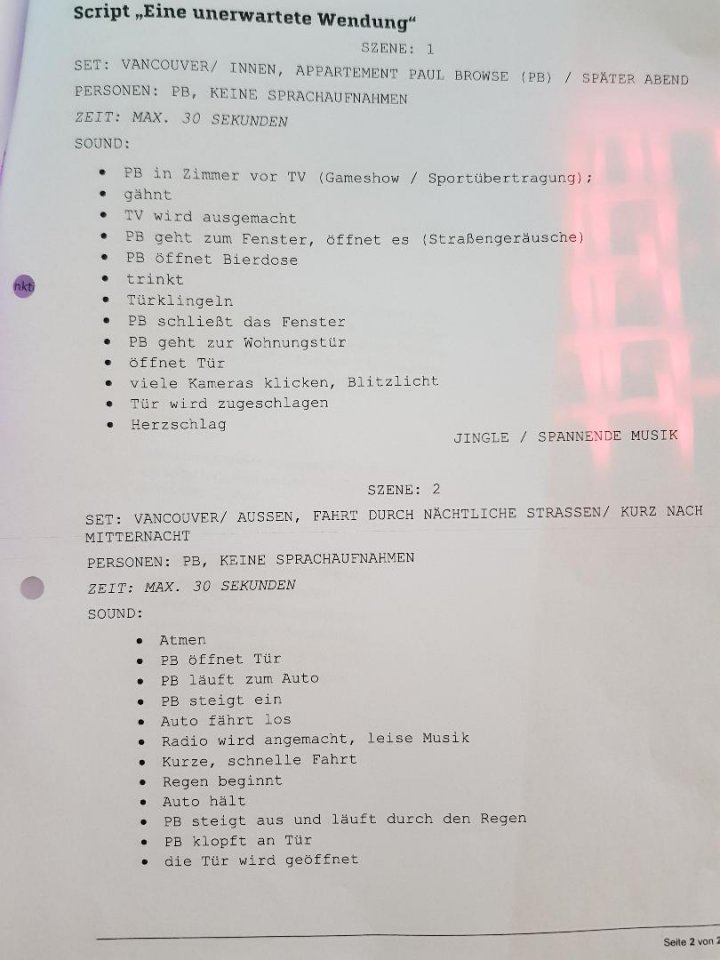 Script „Eine unerwartete Wendung“
SZENE: 1
SET: VANCOUVER/ INNEN, APPARTEMENT PAUL BROWSE (PB) / SPÄTER ABEND
PERSONEN: PB, KEINE SPRACHAUFNAHMEN
ZEIT: MAX. 30 SEKUNDEN
SOUND:
• PB in Zimmer vor TV (Gameshow / Sportübertragung);
• gähnt
• TV wird ausgemacht
• PB geht zum Fenster, öffnet es (Straßengeräusche)
• PB öffnet Bierdose
• trinkt
• Türklingeln
• PB schließt das Fenster
• PB geht zur Wohnungstür
• öffnet Tür
• viele Kameras klicken, Blitzlicht
• Tür wird zugeschlagen
• Herzschlag
JINGLE / SPANNENDE MUSIK
SZENE: 2
SET: VANCOUVER/ AUSSEN, FAHRT DURCH NÄCHTLICHE STRASSEN/ KURZ NACH
MITTERNACHT
PERSONEN: PB, KEINE SPRACHAUFNAHMEN
ZEIT: MAX. 30 SEKUNDEN
SOUND:
• Atmen
• PB öffnet Tür
• PB läuft zum Auto
• PB steigt ein
• Auto fährt los
• Radio wird angemacht, leise Musik
• Kurze, schnelle Fahrt
• Regen beginnt
• Auto hält
• PB steigt aus und läuft durch den Regen
• PB klopft an Tür
• die Tür wird geöffnet
Seite 2 von 2